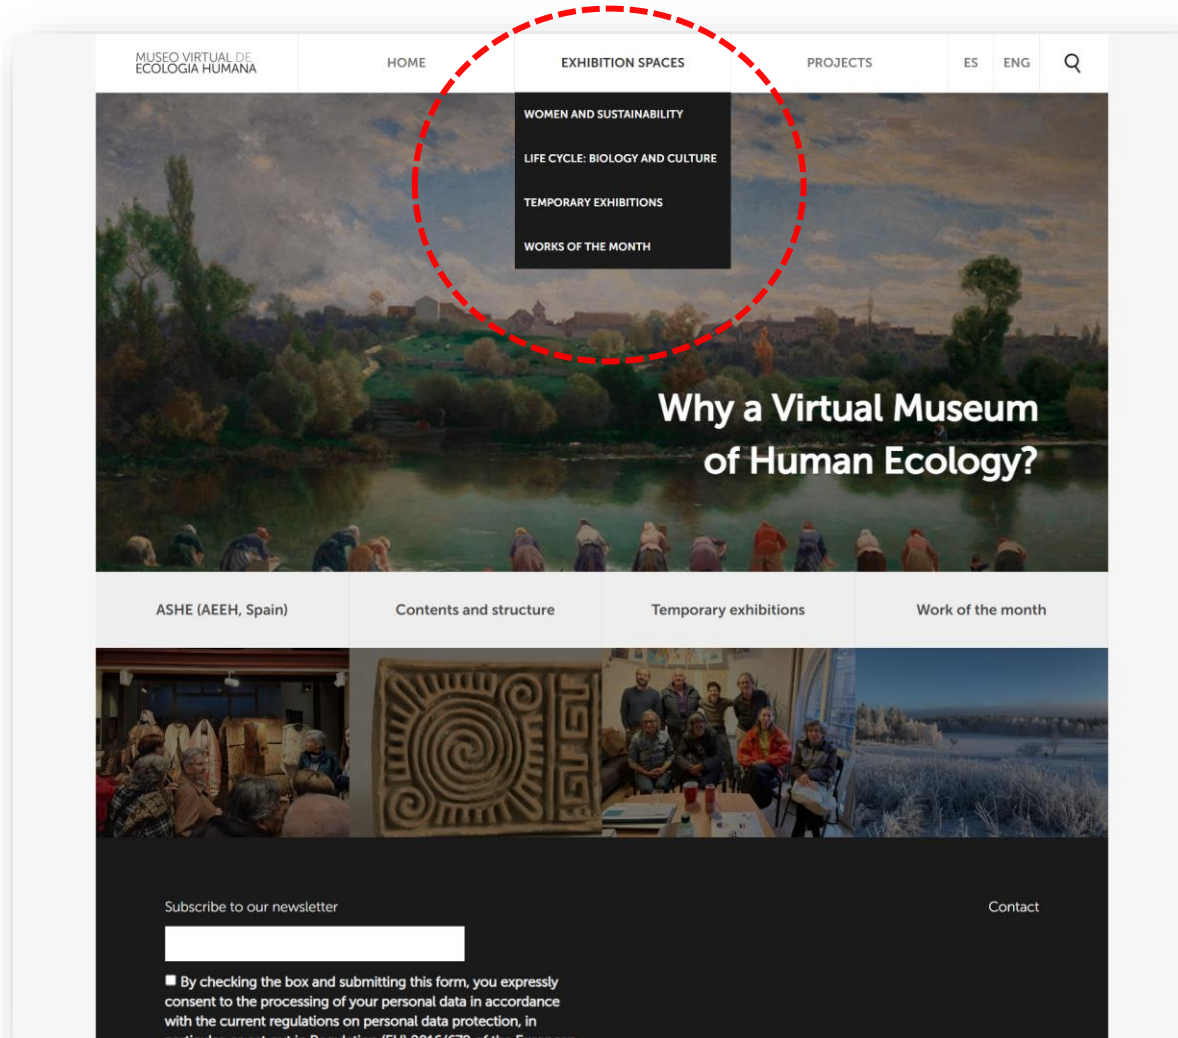 MUSEO VIRTUAL DE
ECOLOGIA HUMANA
HOME
EXHIBITION SPACES
PROJECTS
ES
ENG
WOMEN AND SUSTAINABILITY
LIFE CYCLE: BIOLOGY AND CULTURE
TEMPORARY EXHIBITIONS
WORKS OF THE MONTH
Why a Virtual Museum
of Human Ecology?
ASHE (AEEH, Spain)
Contents and structure
Temporary exhibitions
Work of the month
Subscribe to our newsletter
Contact
By checking the box and submitting this form, you expressly
consent to the processing of your personal data in accordance
with the current regulations on personal data protection, in